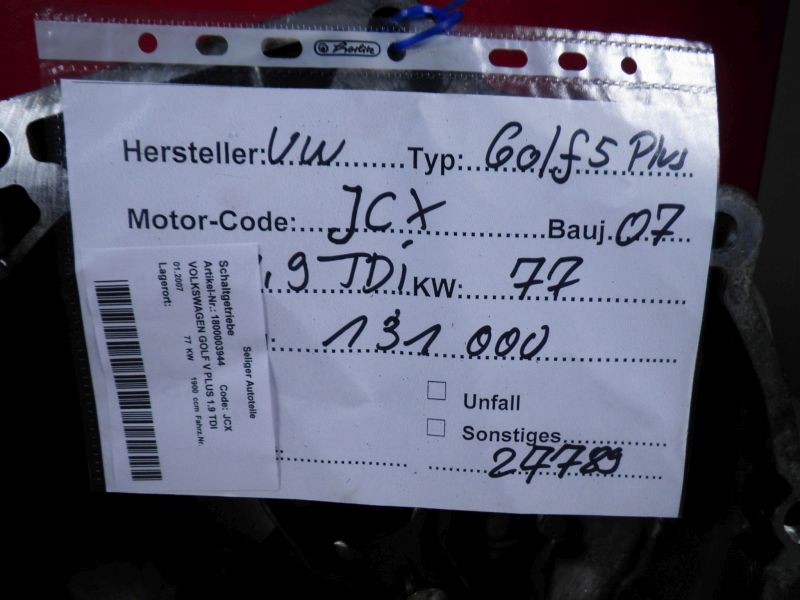 Herlitz
Hersteller: VW Typ: Golf 5 Plus
Motor-Code: JCX Bauj. 07
,9 TDi KW: 77
: 131 000
Unfall
Sonstiges
24789
Seliger Autoteile
Schaltgetriebe Code: JCX
Artikel-Nr.: 1800003944
VOLKSWAGEN GOLF V PLUS 1,9 TDI
77 KW 1900 ccm Fahrz.Nr.
01.2007
Lagerort: